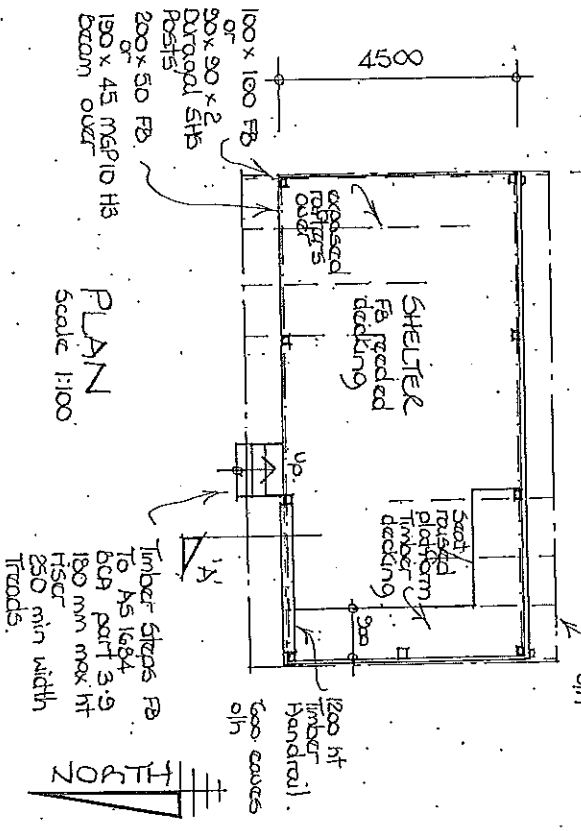 4500
100 x 100 FB
or
90 x 90 x 2
Duragal SHS
Posts
200 x 50 FB
or
190 x 45 MGP10 H3
Beam over
exposed
rafters
over
SHELTER
FB reeded
decking
Seat
raised
platform
Timber
decking
900
up.
'A'
PLAN
Scale 1:100
Timber Steps FB
To AS 1684
BCA part 3.9
180 mm max ht
riser
250 min width
Treads.
1200 ht
Timber
Handrail.
600 eaves
o/h
NORTH